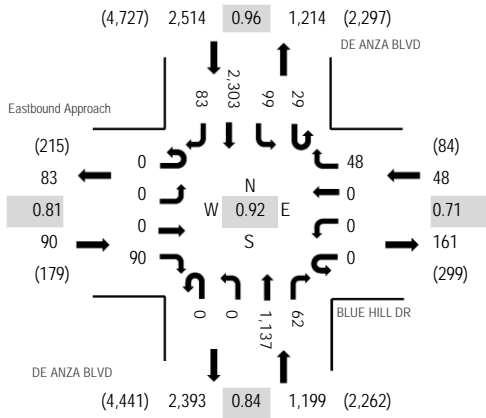 (4,727) 2,514 0.96 1,214 (2,297)
DE ANZA BLVD
83 2,303 99 29
Eastbound Approach
(215) 0 48 (84)
83 0 N 0 48
0.81 0 W 0.92 E 0 0.71
90 90 S 0 161
(179) (299)
0 0 1,137 62
BLUE HILL DR
DE ANZA BLVD
(4,441) 2,393 0.84 1,199 (2,262)